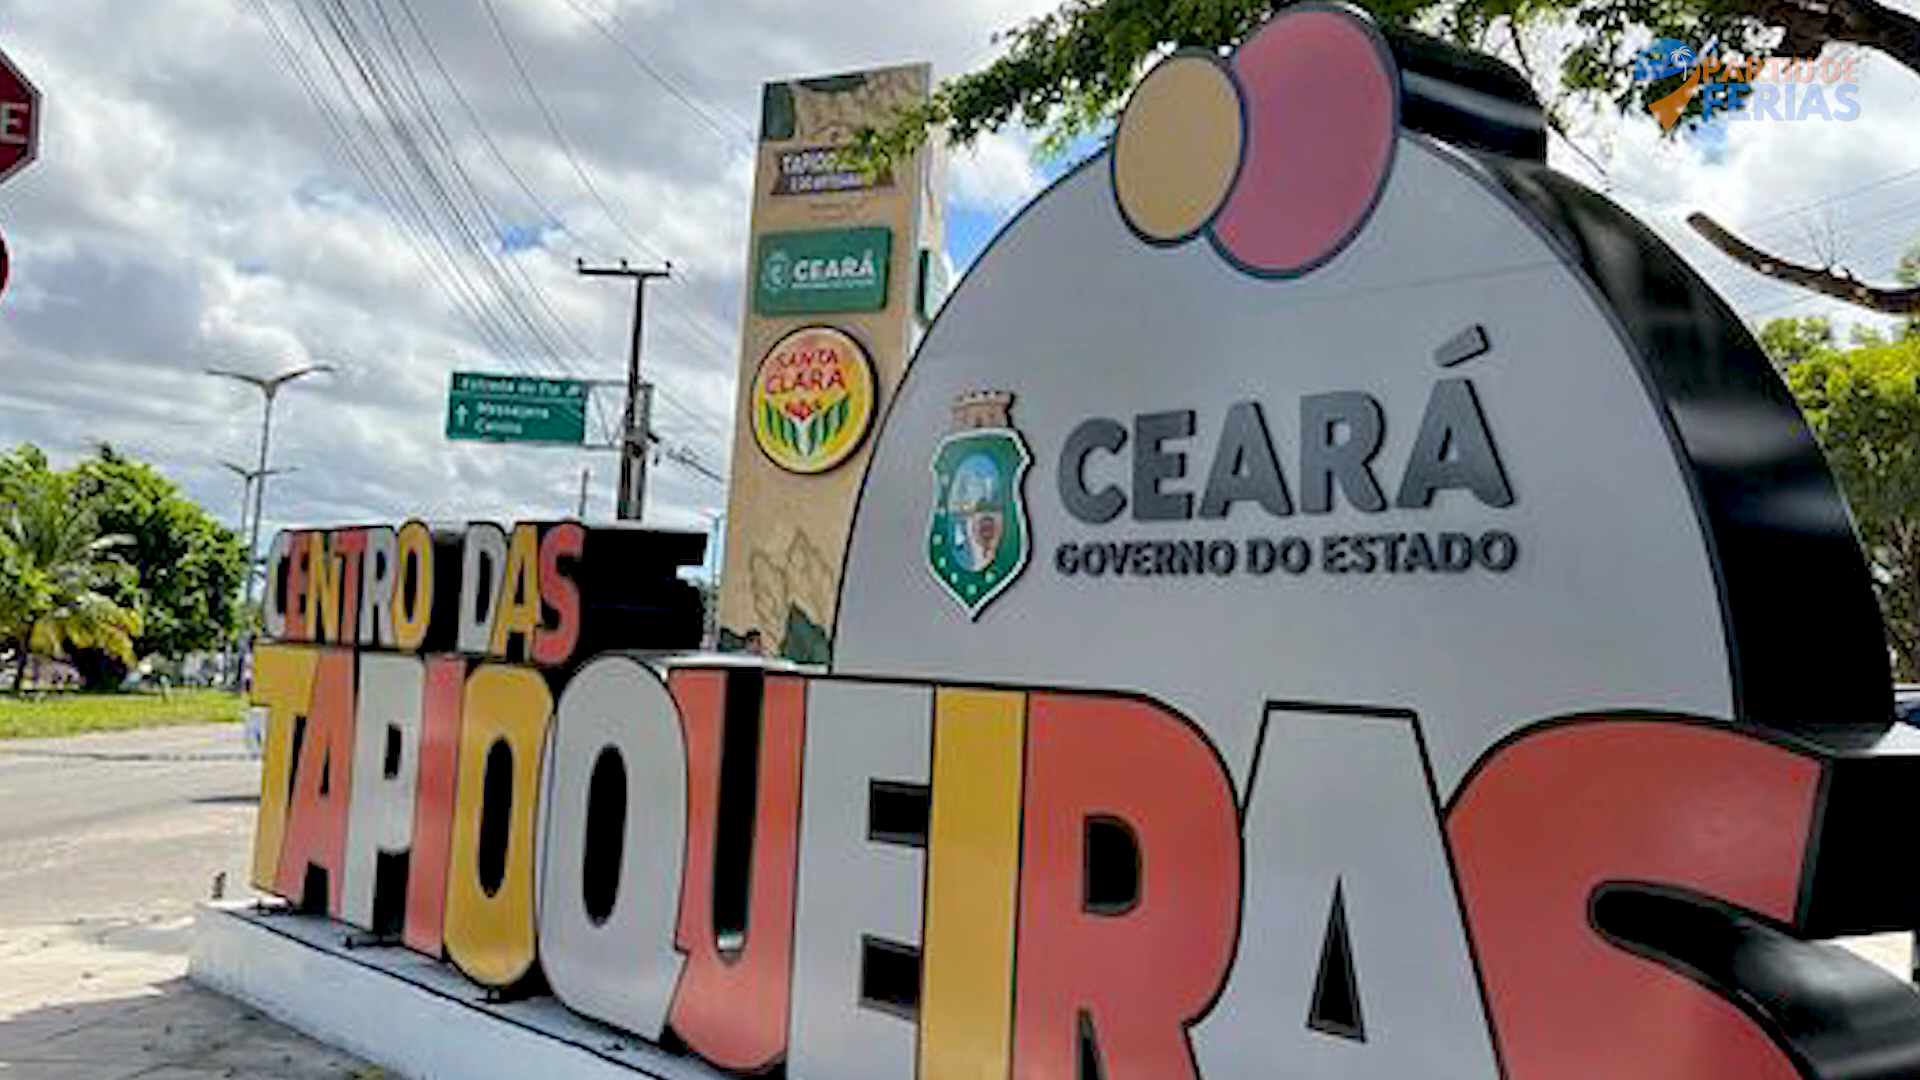 PARTIU DE
FÉRIAS
E
CEARÁ
SANTA
CLARA
CEARÁ
GOVERNO DO ESTADO
CENTRO DAS
TAPIOQUEIRAS